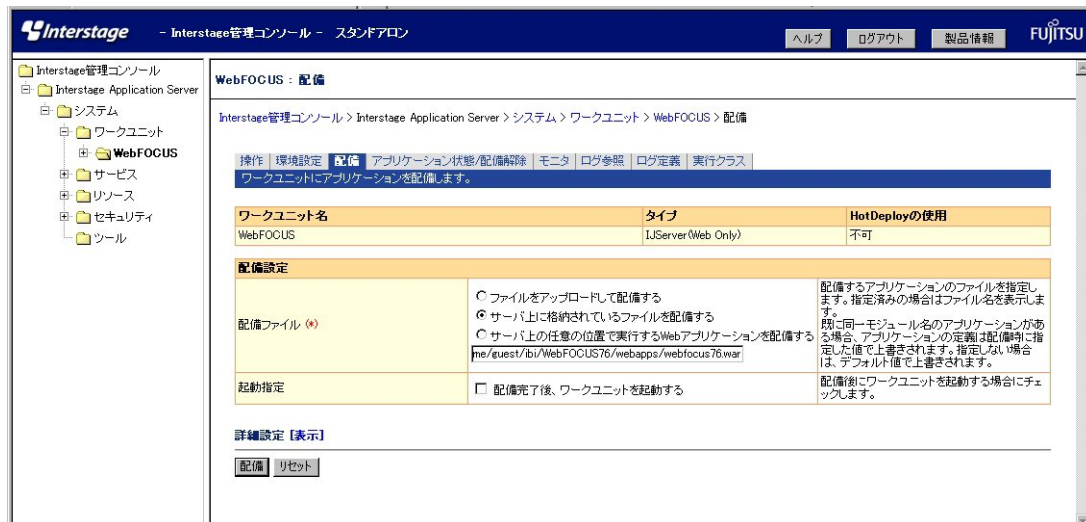 Interstage - Interstage管理コンソール - スタンドアロン
ヘルプ ログアウト 製品情報 FUJITSU
Interstage管理コンソール
Interstage Application Server
システム
ワークユニット
WebFOCUS
サービス
リソース
セキュリティ
ツール
WebFOCUS : 配備
Interstage管理コンソール > Interstage Application Server > システム > ワークユニット > WebFOCUS > 配備
操作 | 環境設定 | 配備 | アプリケーション状態/配備解除 | モニタ | ログ参照 | ログ定義 | 実行クラス
ワークユニットにアプリケーションを配備します。
ワークユニット名 タイプ HotDeployの使用
WebFOCUS IJServer(Web Only) 不可
配備設定
配備ファイル (*)
ファイルをアップロードして配備する
サーバ上に格納されているファイルを配備する
サーバ上の任意の位置で実行するWebアプリケーションを配備する
me/guest/ibi/WebFOCUS76/webapps/webfocus76.war
配備するアプリケーションのファイルを指定し
ます。指定済みの場合はファイル名を表示しま
す。
既に同一モジュール名のアプリケーションがあ
る場合、アプリケーションの定義は配備時に指
定した値で上書きされます。指定しない場合
は、デフォルト値で上書きされます。
起動指定
配備完了後、ワークユニットを起動する
配備後にワークユニットを起動する場合にチェ
ックします。
詳細設定 [表示]
配備 リセット